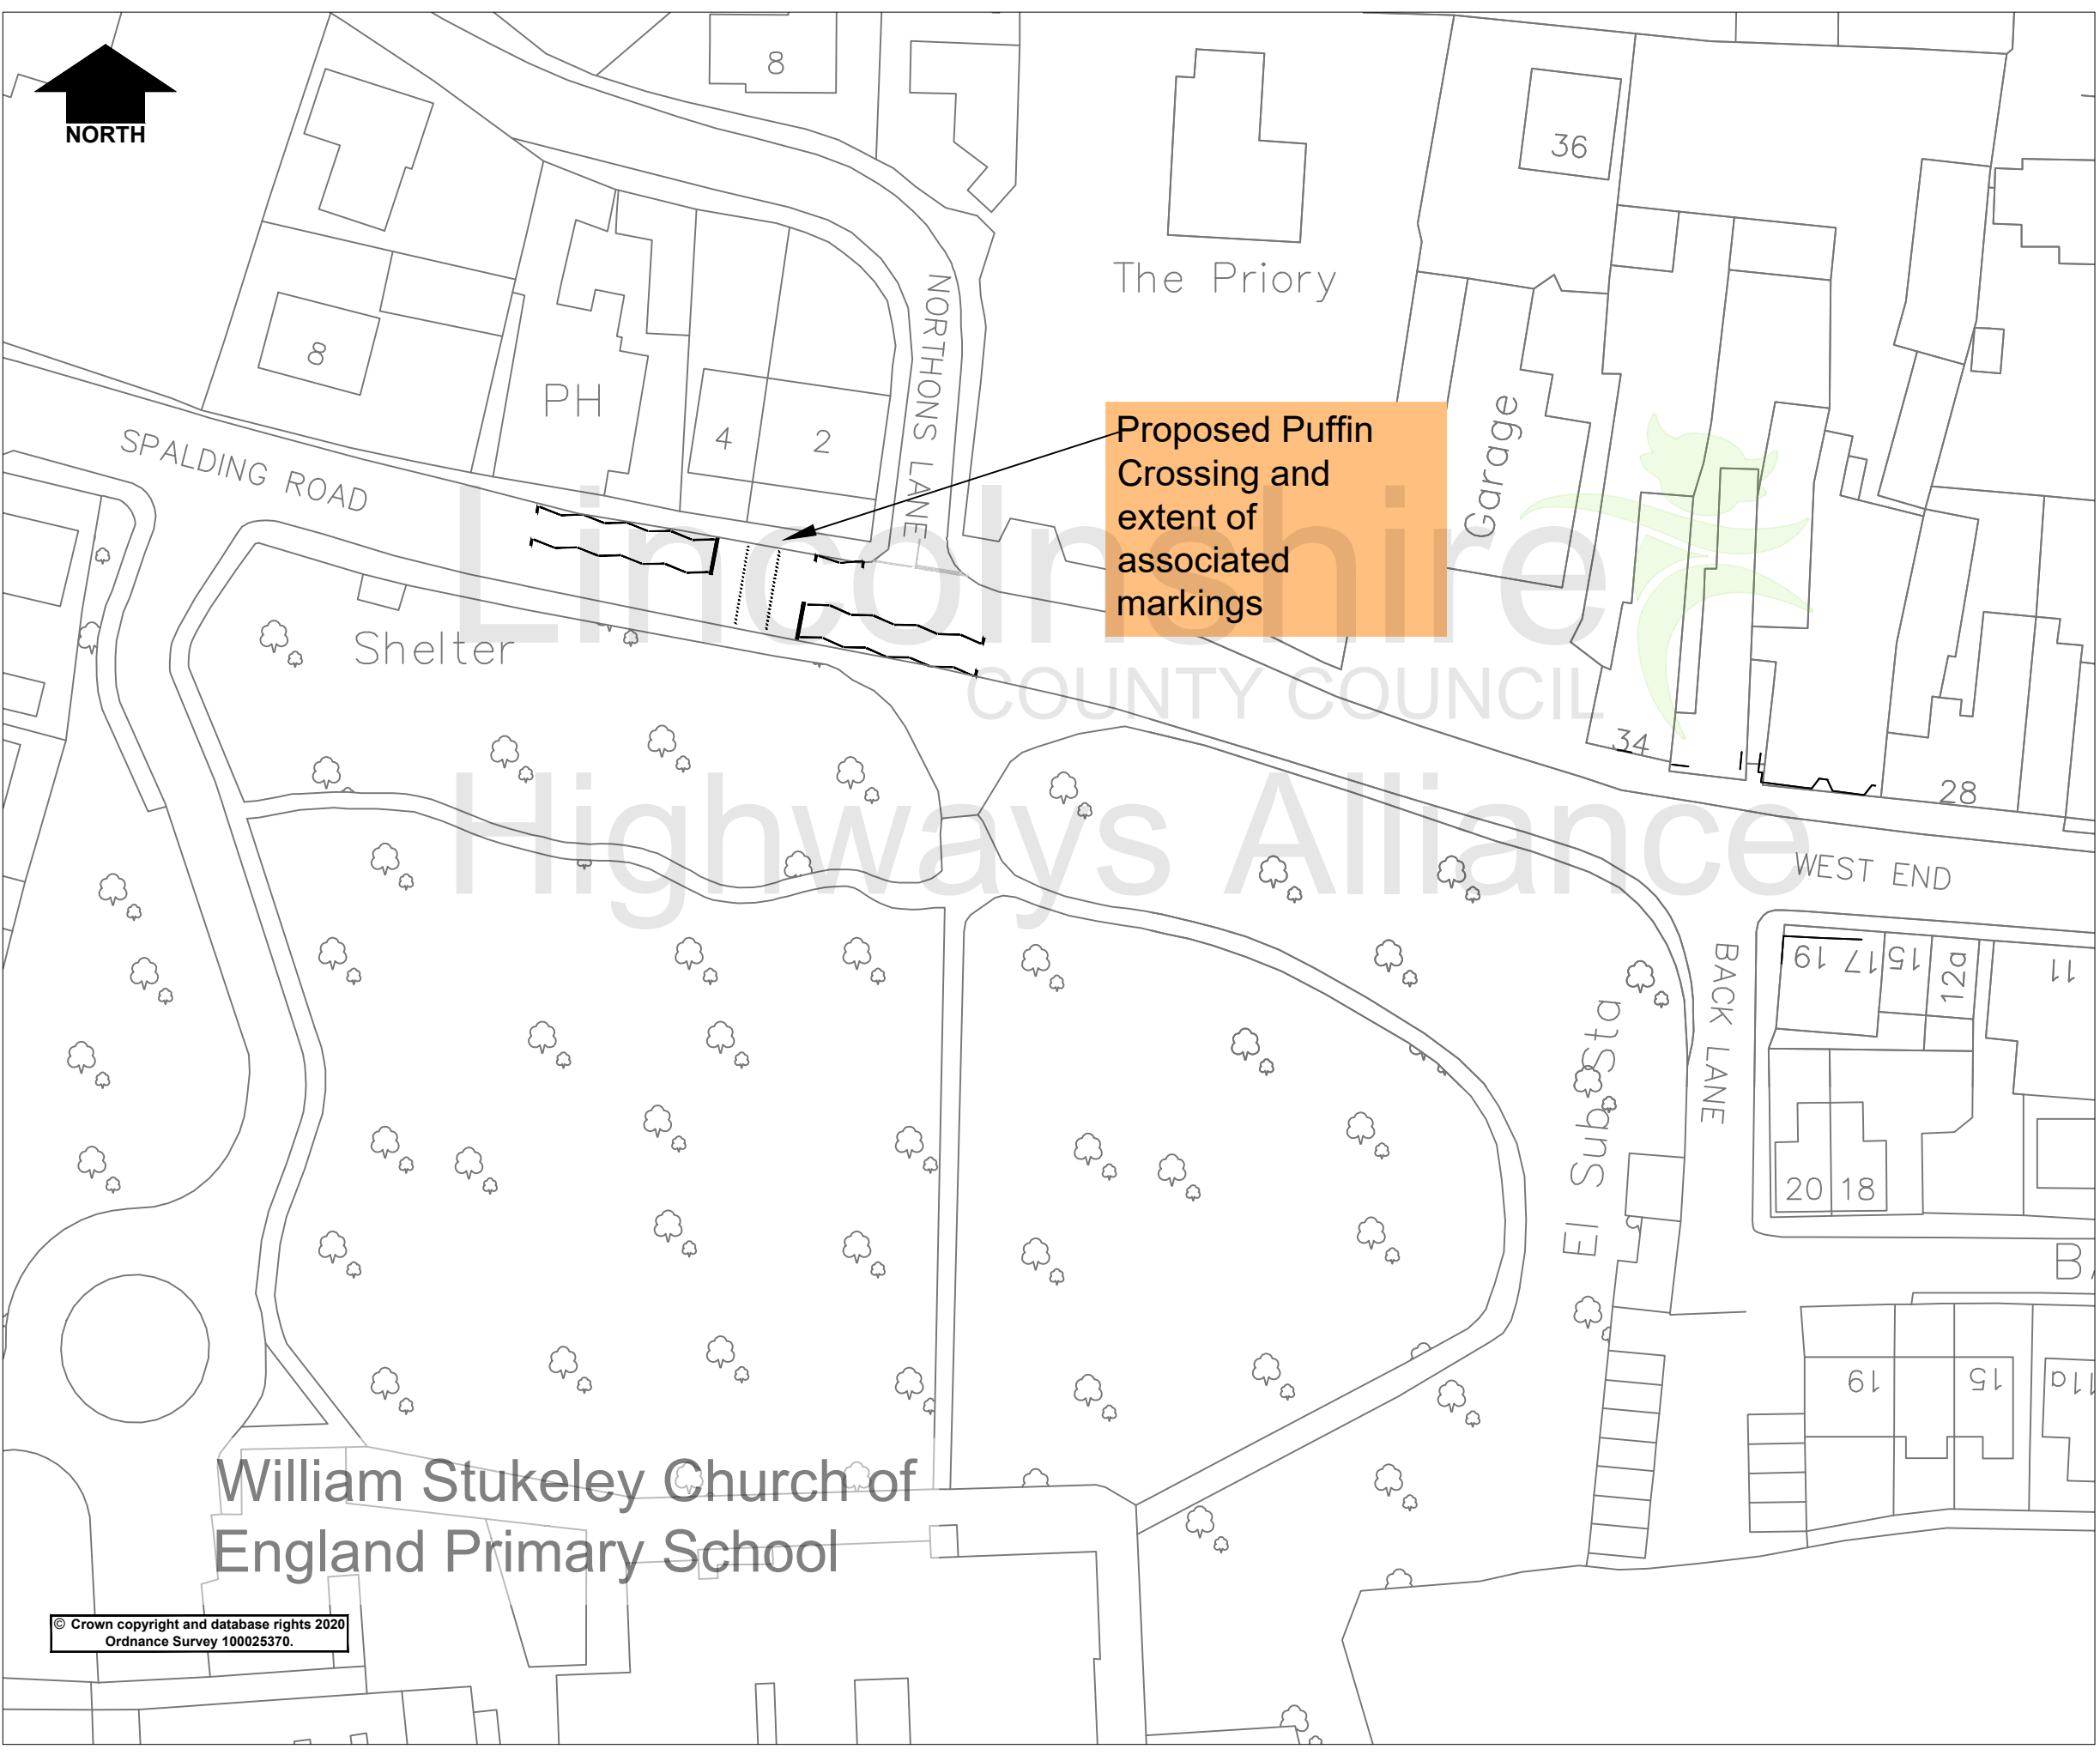 NORTH
8
36
The Priory
NORTHONS LANE
8
PH
4
2
Garage
SPALDING ROAD
Proposed Puffin
Crossing and
extent of
associated
markings
Lincolnshire
COUNTY COUNCIL
Highways Alliance
Shelter
34
28
WEST END
BACK LANE
19
17
15
12a
11
El Sub Sta
20
18
19
15
11a
William Stukeley Church of
England Primary School
© Crown copyright and database rights 2020
Ordnance Survey 100025370.